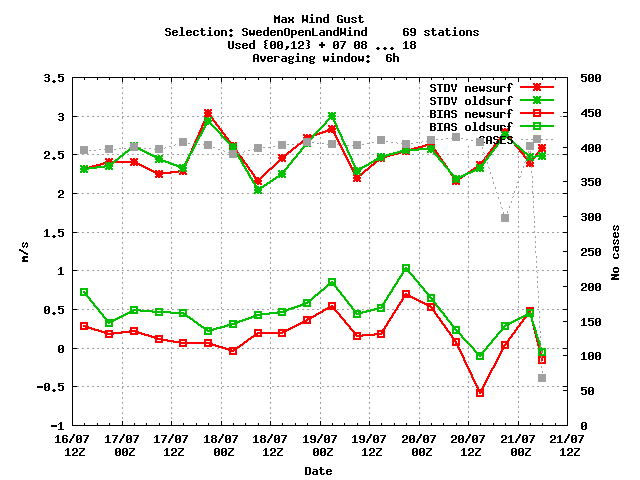 Max Wind Gust
Selection: SwedenOpenLandWind     69 stations
Used {00,12} + 07 08 ... 18
Averaging window:  6h
STDV newsurf
STDV oldsurf
BIAS newsurf
BIAS oldsurf
CASES
3.5
3
2.5
2
1.5
1
0.5
0
-0.5
-1
m/s
500
450
400
350
300
250
200
150
100
50
0
No cases
16/07 17/07 17/07 18/07 18/07 19/07 19/07 20/07 20/07 21/07 21/07
12Z 00Z 12Z 00Z 12Z 00Z 12Z 00Z 12Z 00Z 12Z
Date